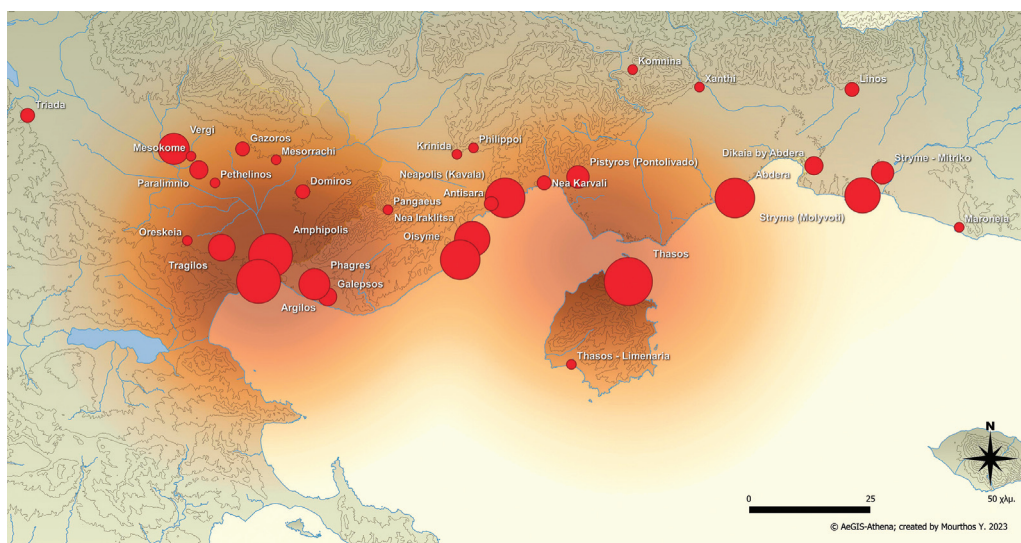 Komnina
Xanthi
Linos
Triada
Vergi
Gazoros
Krinida
Philippoi
Mesokome
Mesorrachi
Neapolis (Kavala)
Pistyros (Pontolivado)
Dikaia by Abdera
Stryme - Mitriko
Paralimnio
Pethelinos
Domiros
Antisara
Nea Karvali
Abdera
Pangaeus
Nea Iraklitsa
Stryme (Molyvoti)
Maroneia
Oreskeia
Amphipolis
Oisyme
Tragilos
Phagres
Thasos
Galepsos
Argilos
Thasos - Limenaria
N
0 25 50 χλμ.
© AeGIS-Athena; created by Mourthos Y. 2023